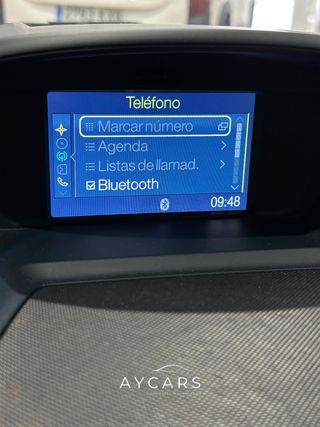 Teléfono
Marcar número
Agenda
Listas de llamad.
Bluetooth
09:48
AYCARS